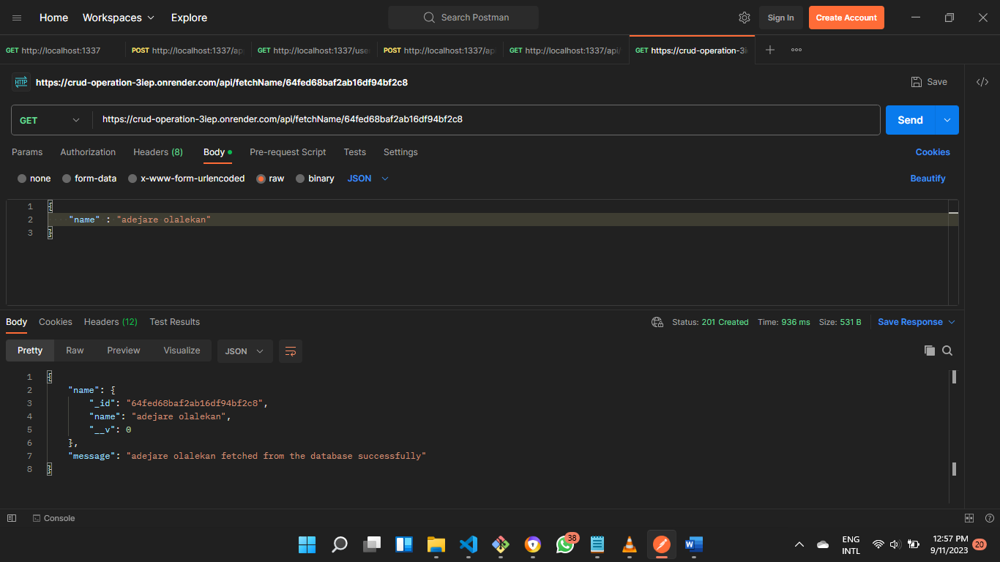 Home Workspaces Explore Search Postman Sign In Create Account
GET http://localhost:1337 POST http://localhost:1337/ap GET http://localhost:1337/use POST http://localhost:1337/ap GET http://localhost:1337/api/ GET https://crud-operation-3i
HTTP https://crud-operation-3iep.onrender.com/api/fetchName/64fed68baf2ab16df94bf2c8 Save
GET https://crud-operation-3iep.onrender.com/api/fetchName/64fed68baf2ab16df94bf2c8 Send
Params Authorization Headers (8) Body Pre-request Script Tests Settings Cookies
none form-data x-www-form-urlencoded raw binary JSON Beautify
1 {
2 "name" : "adejare olalekan"
3 }
Body Cookies Headers (12) Test Results Status: 201 Created Time: 936 ms Size: 531 B Save Response
Pretty Raw Preview Visualize JSON
1 {
2 "name": {
3 "_id": "64fed68baf2ab16df94bf2c8",
4 "name": "adejare olalekan",
5 "__v": 0
6 },
7 "message": "adejare olalekan fetched from the database successfully"
8 }
Console
38
W
ENG
INTL
12:57 PM
9/11/2023
20